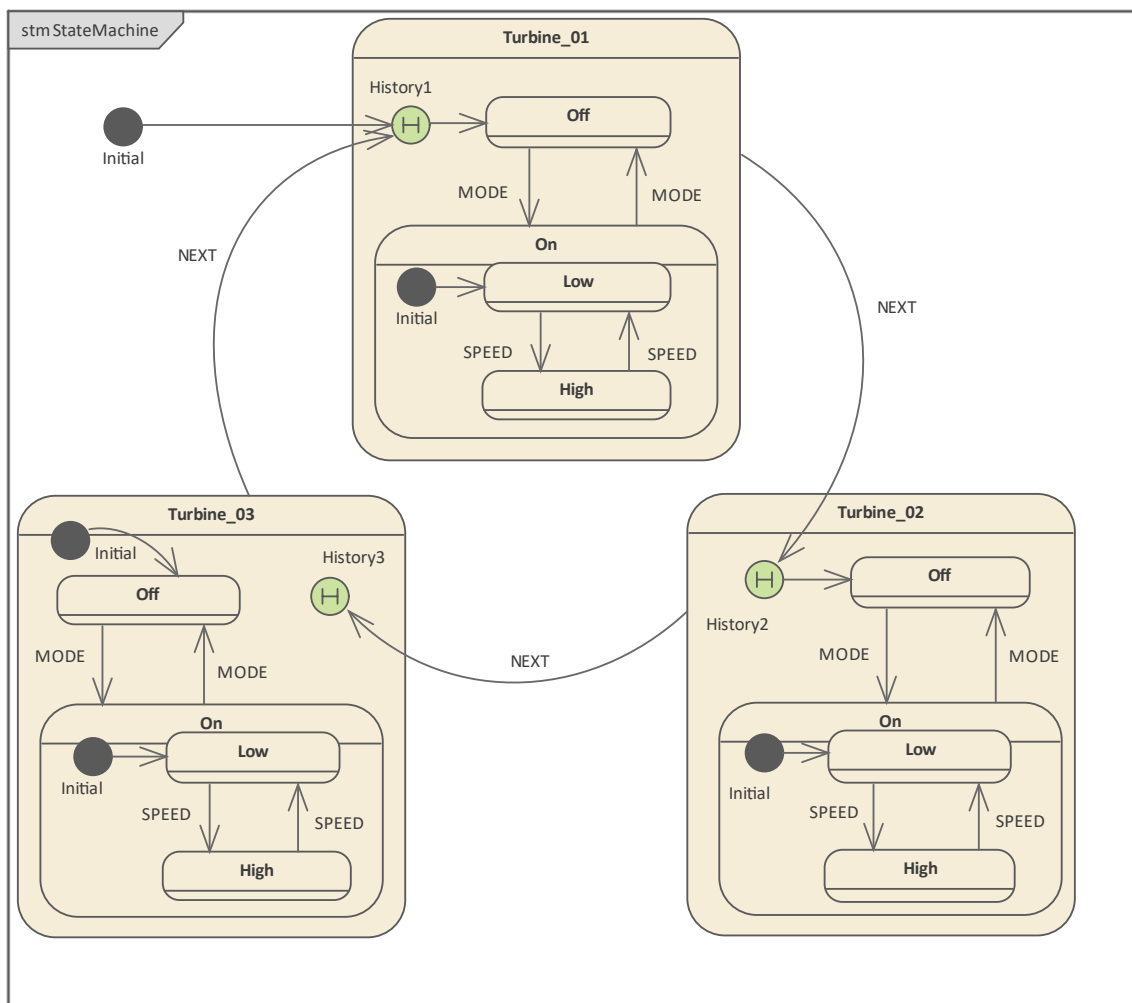 stm StateMachine
Turbine_01
History1
Off
Initial
MODE
MODE
NEXT
On
Low
Initial
NEXT
SPEED
SPEED
High
Turbine_03
Initial
History3
Off
MODE
MODE
On
Low
Initial
SPEED
SPEED
High
NEXT
Turbine_02
H
Off
History2
MODE
MODE
On
Low
Initial
SPEED
SPEED
High
H
H